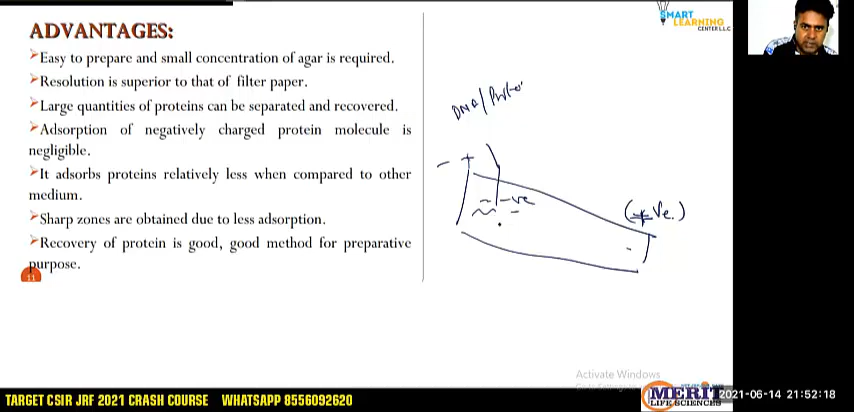 SMART
LEARNING
CENTER LLC
ADVANTAGES:
Easy to prepare and small concentration of agar is required.
Resolution is superior to that of filter paper.
Large quantities of proteins can be separated and recovered.
Adsorption of negatively charged protein molecule is
negligible.
It adsorbs proteins relatively less when compared to other
medium.
Sharp zones are obtained due to less adsorption.
Recovery of protein is good, good method for preparative
purpose.
11
DNA/
- +
-ve
(+ve.)
Activate Windows
MERIT
LIFE SCIENCES
2021-06-14 21:52:18
TARGET CSIR JRF 2021 CRASH COURSE WHATSAPP 8556092620